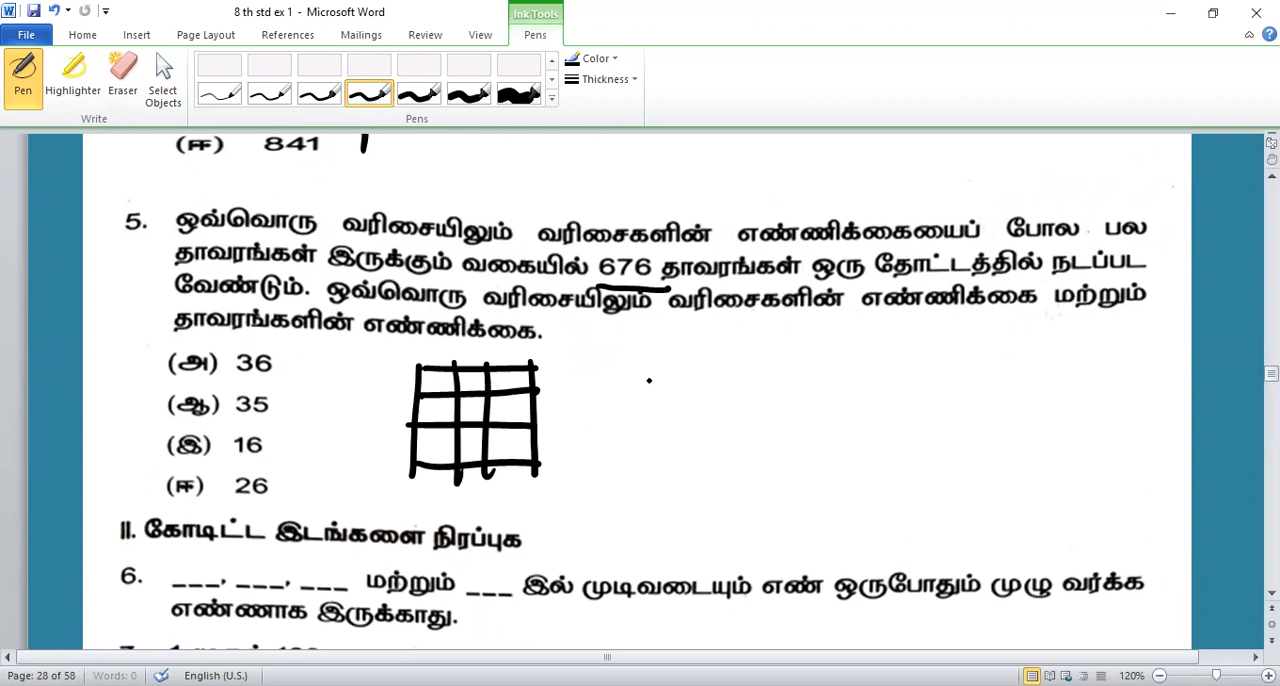 8 th std ex 1 - Microsoft Word
Ink Tools
File Home Insert Page Layout References Mailings Review View Pens
Pen Highlighter Eraser Select Objects
Color
Thickness
Write Pens
(ஈ) 841
5. ஒவ்வொரு வரிசையிலும் வரிசைகளின் எண்ணிக்கையைப் போல பல
தாவரங்கள் இருக்கும் வகையில் 676 தாவரங்கள் ஒரு தோட்டத்தில் நடப்பட
வேண்டும். ஒவ்வொரு வரிசையிலும் வரிசைகளின் எண்ணிக்கை மற்றும்
தாவரங்களின் எண்ணிக்கை.
(அ) 36
(ஆ) 35
(இ) 16
(ஈ) 26
II. கோடிட்ட இடங்களை நிரப்புக
6. ___, ___, ___ மற்றும் ___ இல் முடிவடையும் எண் ஒருபோதும் முழு வர்க்க
எண்ணாக இருக்காது.
Page: 28 of 58 Words: 0 English (U.S.) 120%